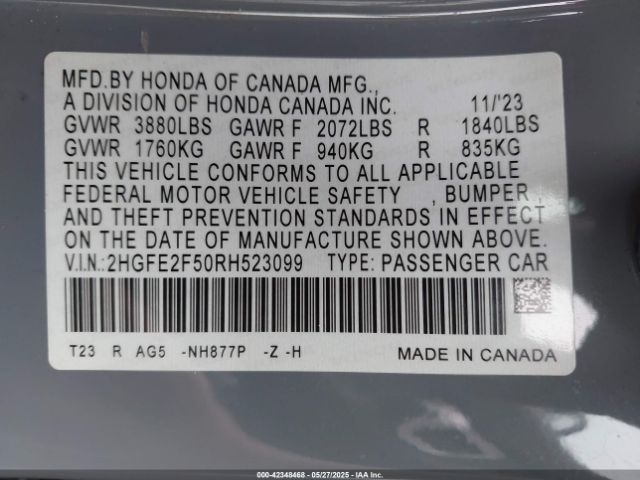 MFD.BY HONDA OF CANADA MFG.,
A DIVISION OF HONDA CANADA INC. 11/'23
GVWR 3880LBS GAWR F 2072LBS R 1840LBS
GVWR 1760KG GAWR F 940KG R 835KG
THIS VEHICLE CONFORMS TO ALL APPLICABLE
FEDERAL MOTOR VEHICLE SAFETY , BUMPER ,
AND THEFT PREVENTION STANDARDS IN EFFECT
ON THE DATE OF MANUFACTURE SHOWN ABOVE.
V.I.N.:2HGFE2F50RH523099 TYPE: PASSENGER CAR
T23 R AG5 -NH877P -Z -H MADE IN CANADA
000-42348468 - 05/27/2025 - IAA Inc.